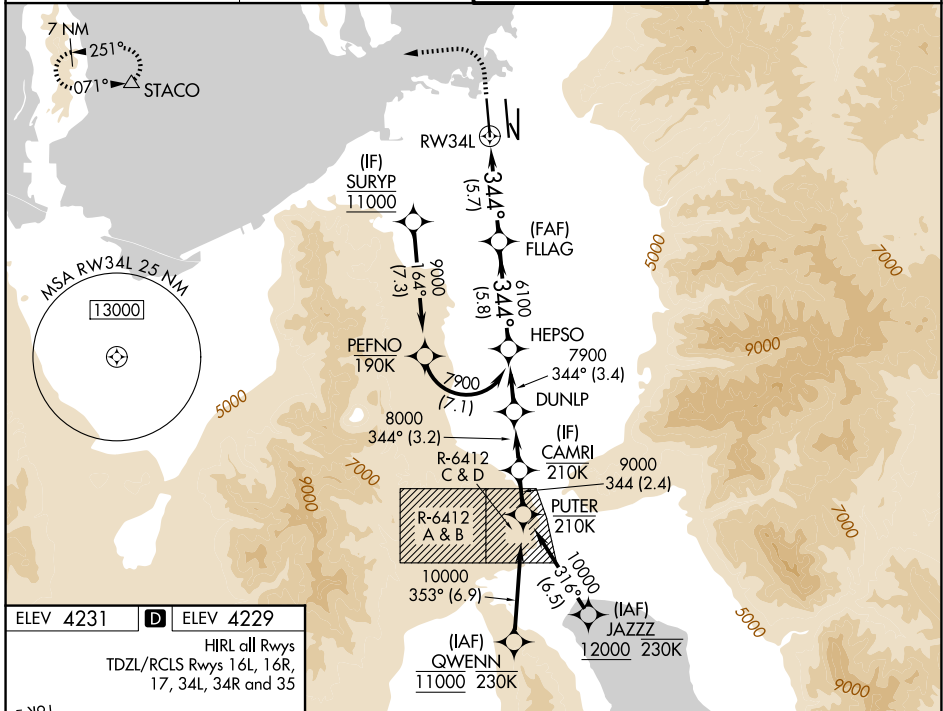 7 NM
251°
071°
STACO
RW34L
344°
(5.7)
(IF)
SURYP
11000
(FAF)
FLLAG
5000
7000
MSA RW34L 25 NM
13000
9000
164°
(7.3)
6100
344°
(5.8)
HEPSO
PEFNO
190K
7900
(7.1)
7900
344° (3.4)
9000
5000
DUNLP
8000
344° (3.2)
(IF)
CAMRI
210K
R-6412
C & D
9000
344 (2.4)
7000
9000
R-6412
A & B
PUTER
210K
7000
10000
353° (6.9)
10000
316°
(6.5)
(IAF)
JAZZZ
12000 230K
5000
(IAF)
QWENN
11000 230K
9000
ELEV 4231 D ELEV 4229
HIRL all Rwys
TDZL/RCLS Rwys 16L, 16R,
17, 34L, 34R and 35